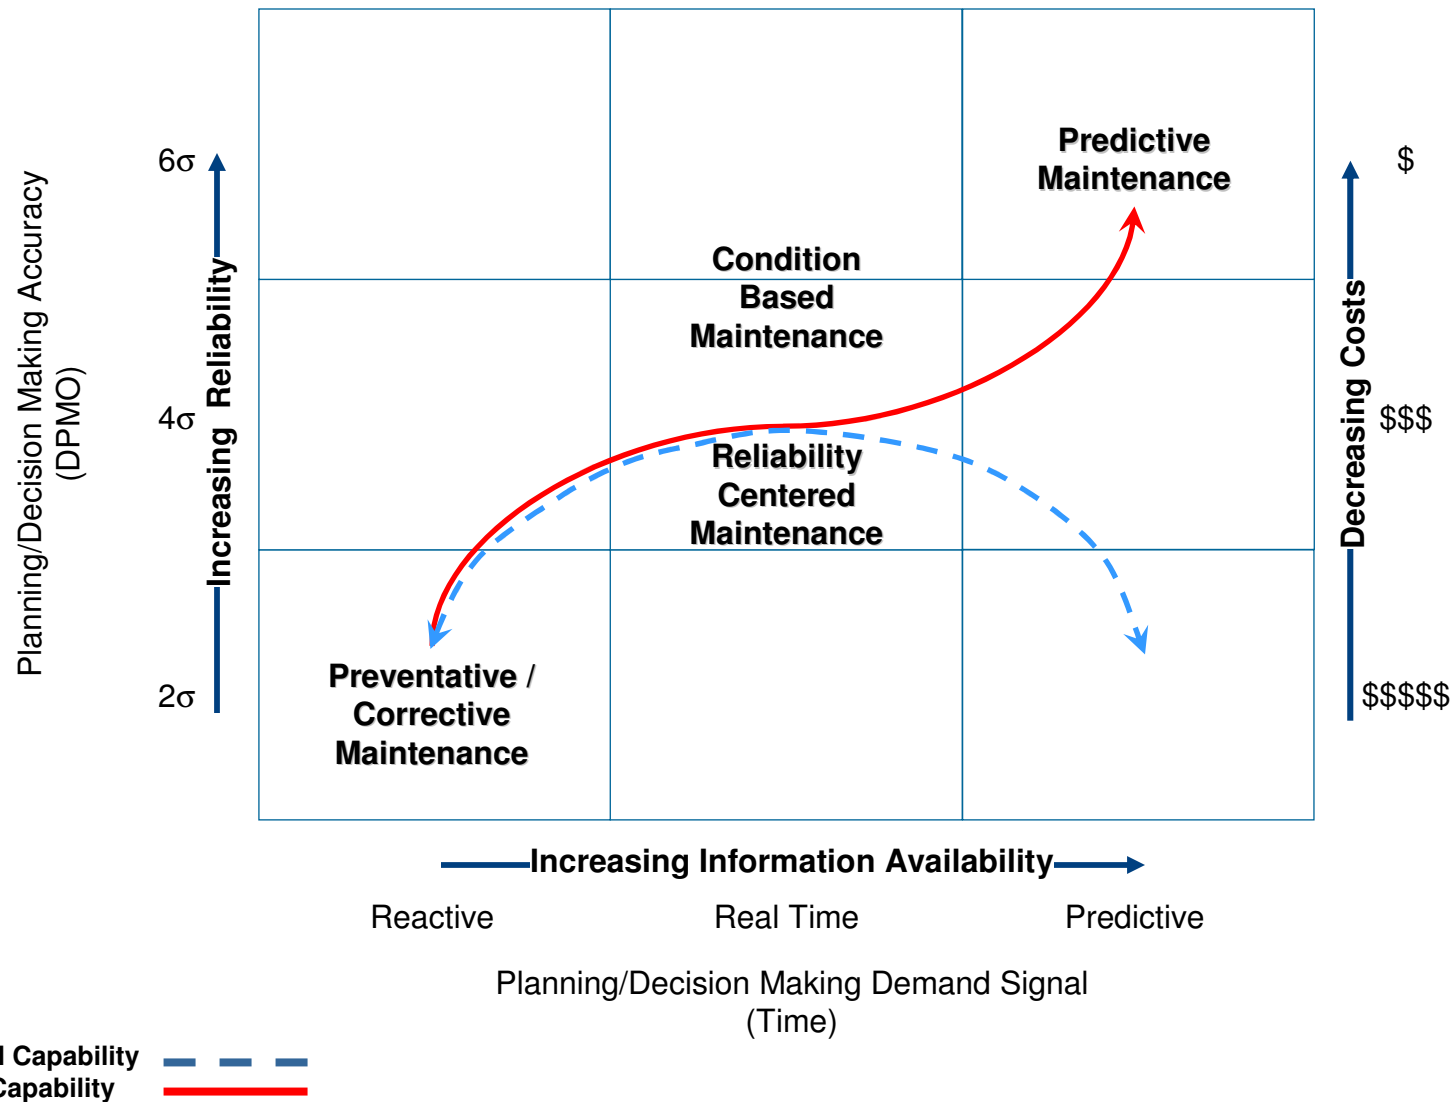 Planning/Decision Making Accuracy
(DPMO)
6σ
4σ
2σ
Increasing Reliability
Predictive
Maintenance
Condition
Based
Maintenance
Reliability
Centered
Maintenance
Preventative /
Corrective
Maintenance
$
$$$
$$$$$
Decreasing Costs
Increasing Information Availability
Reactive
Real Time
Predictive
Planning/Decision Making Demand Signal
(Time)
Capability
Capability